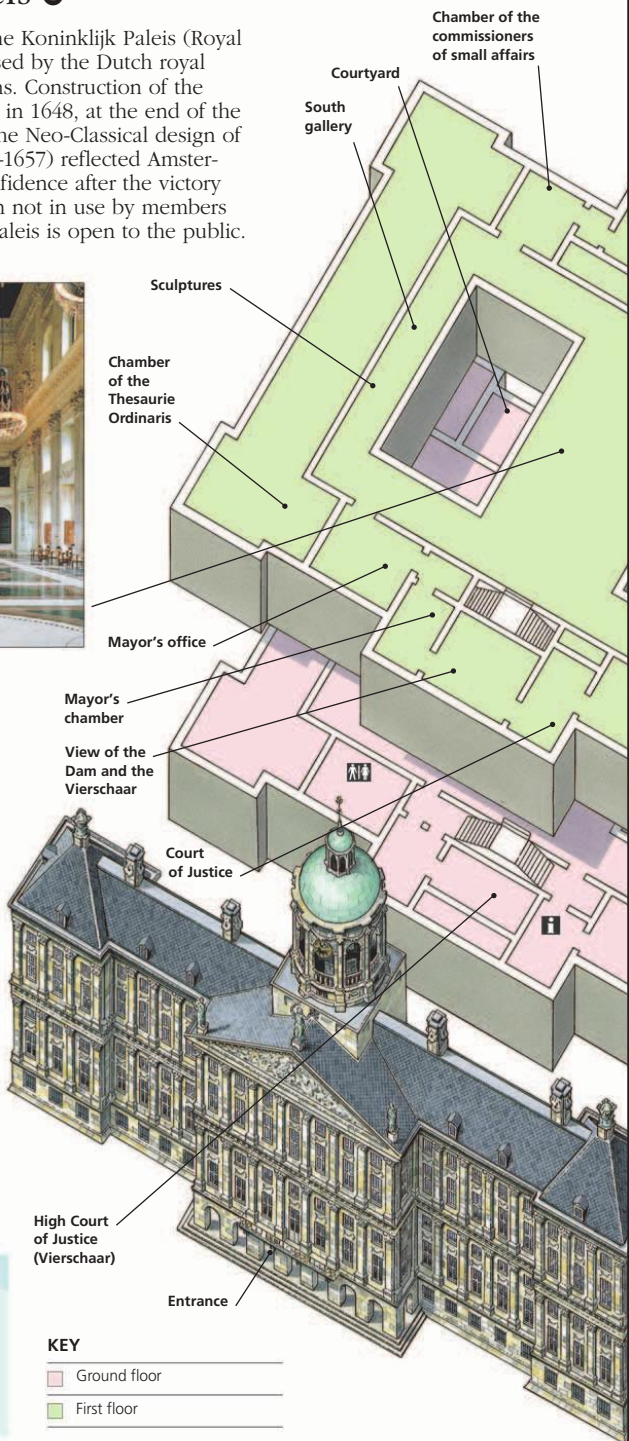 he Koninklijk Paleis (Royal
sed by the Dutch royal
ns. Construction of the
in 1648, at the end of the
he Neo-Classical design of
-1657) reflected Amster-
fidence after the victory
n not in use by members
aleis is open to the public.
Chamber of the
commissioners
of small affairs
Courtyard
South
gallery
Sculptures
Chamber
of the
Thesaurie
Ordinaris
Mayor's office
Mayor's
chamber
View of the
Dam and the
Vierschaar
Court
of Justice
i
High Court
of Justice
(Vierschaar)
Entrance
KEY
Ground floor
First floor